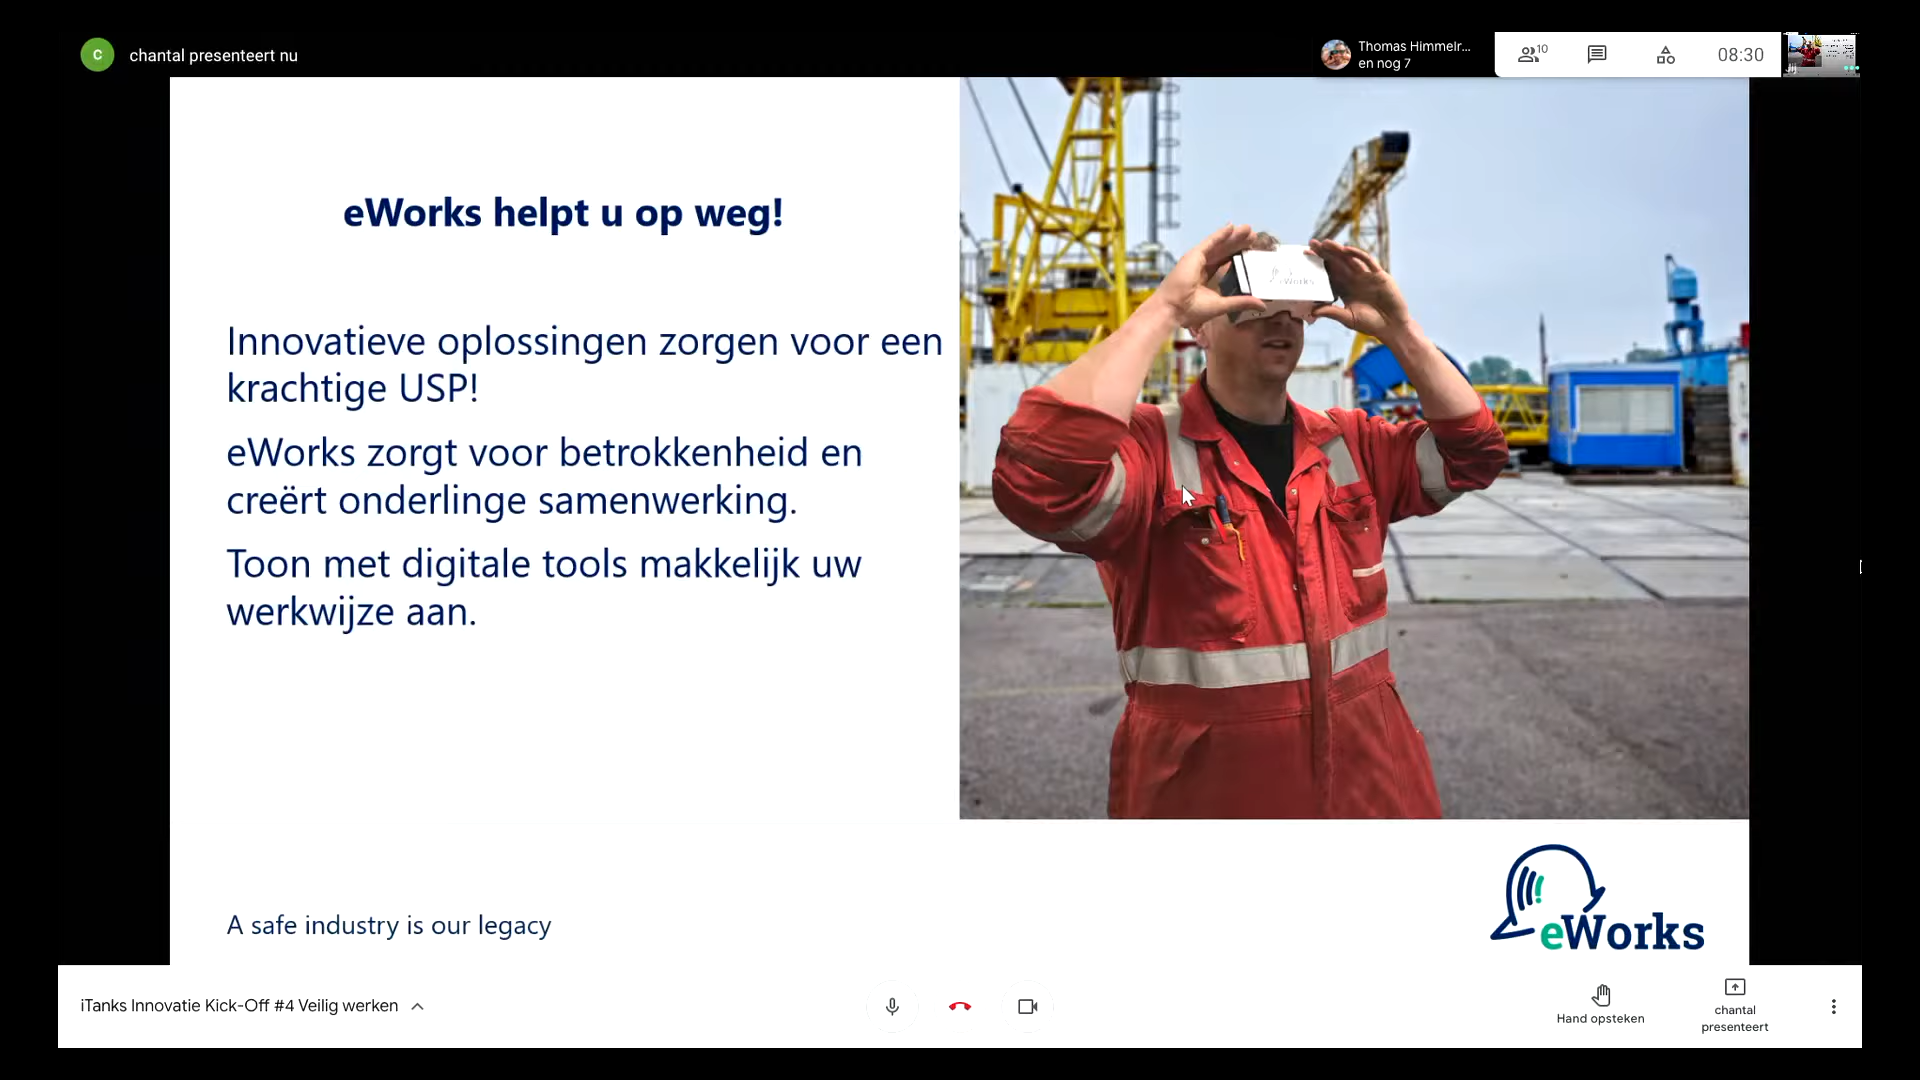 C
chantal presenteert nu
Thomas Himmelr...
en nog 7
10
08:30
eWorks helpt u op weg!
Innovatieve oplossingen zorgen voor een
krachtige USP!
eWorks zorgt voor betrokkenheid en
creërt onderlinge samenwerking.
Toon met digitale tools makkelijk uw
werkwijze aan.
eWorks
A safe industry is our legacy
eWorks
iTanks Innovatie Kick-Off #4 Veilig werken
Hand opsteken
chantal
presenteert